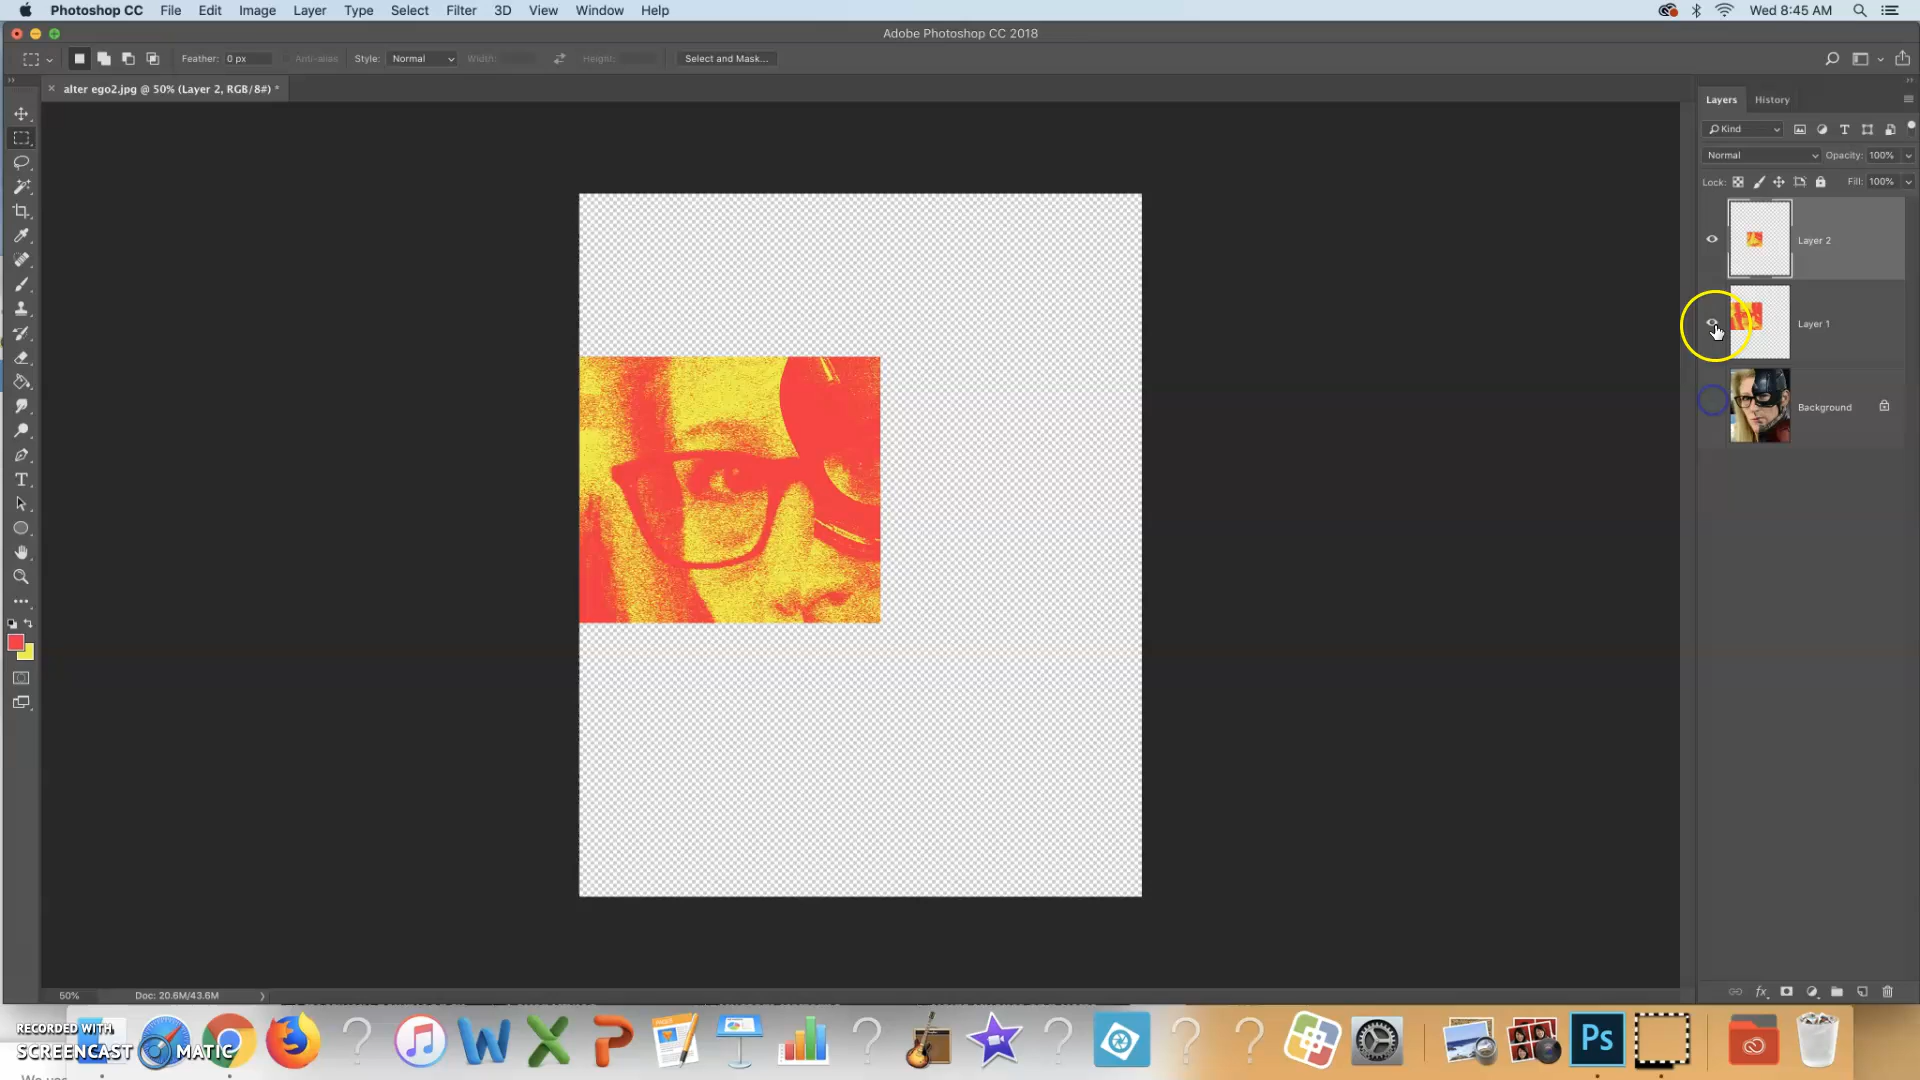 Photoshop CC File Edit Image Layer Type Select Filter 3D View Window Help Wed 8:45 AM
Adobe Photoshop CC 2018
Feather: 0 px Anti-alias Style: Normal Width: Height: Select and Mask...
alter ego2.jpg @ 50% (Layer 2, RGB/8#) *
Layers History
Kind
Normal Opacity: 100%
Lock: Fill: 100%
Layer 2
Layer 1
Background
50% Doc: 20.6M/43.6M
fx
RECORDED WITH
SCREENCAST MATIC
W X P
Ps